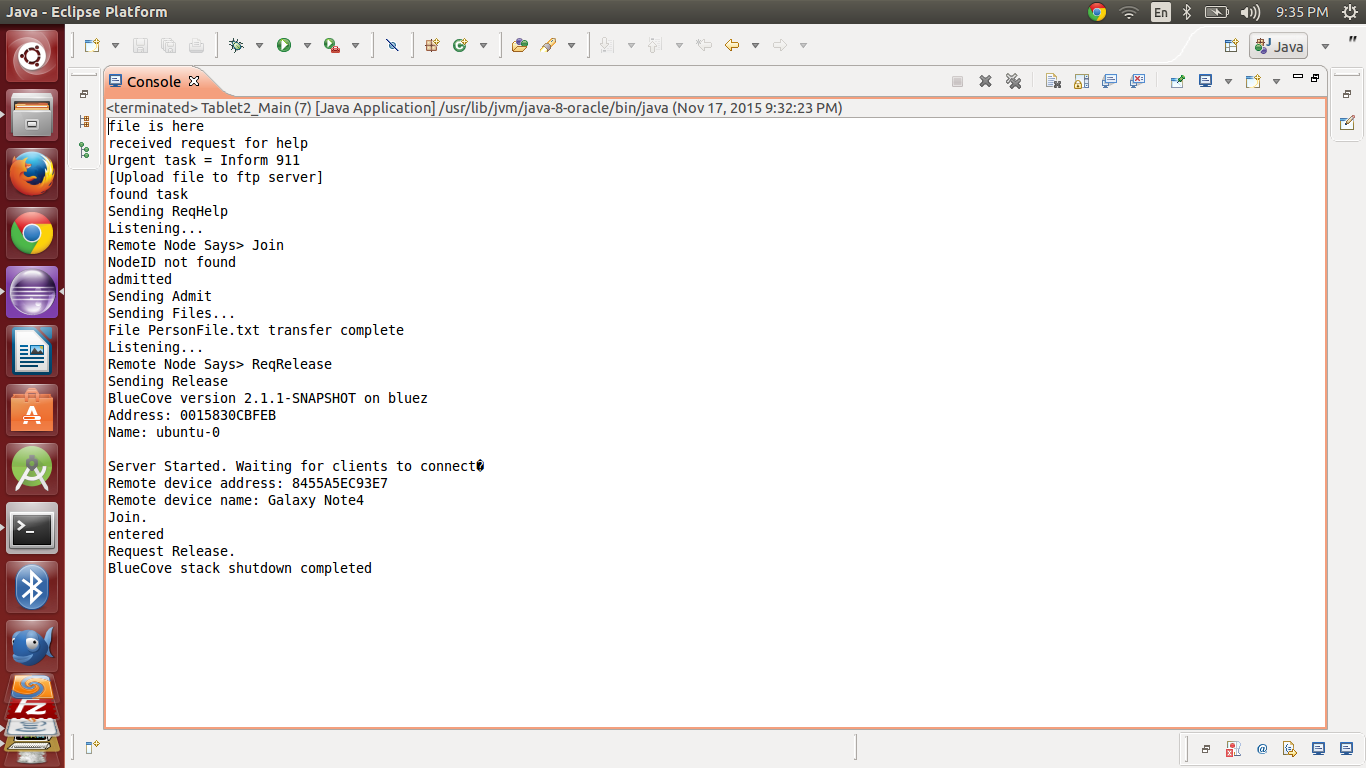 Java - Eclipse Platform
En
9:35 PM
Java
Console
<terminated> Tablet2_Main (7) [Java Application] /usr/lib/jvm/java-8-oracle/bin/java (Nov 17, 2015 9:32:23 PM)
file is here
received request for help
Urgent task = Inform 911
[Upload file to ftp server]
found task
Sending ReqHelp
Listening...
Remote Node Says> Join
NodeID not found
admitted
Sending Admit
Sending Files...
File PersonFile.txt transfer complete
Listening...
Remote Node Says> ReqRelease
Sending Release
BlueCove version 2.1.1-SNAPSHOT on bluez
Address: 0015830CBFEB
Name: ubuntu-0
Server Started. Waiting for clients to connect�
Remote device address: 8455A5EC93E7
Remote device name: Galaxy Note4
Join.
entered
Request Release.
BlueCove stack shutdown completed
Fz